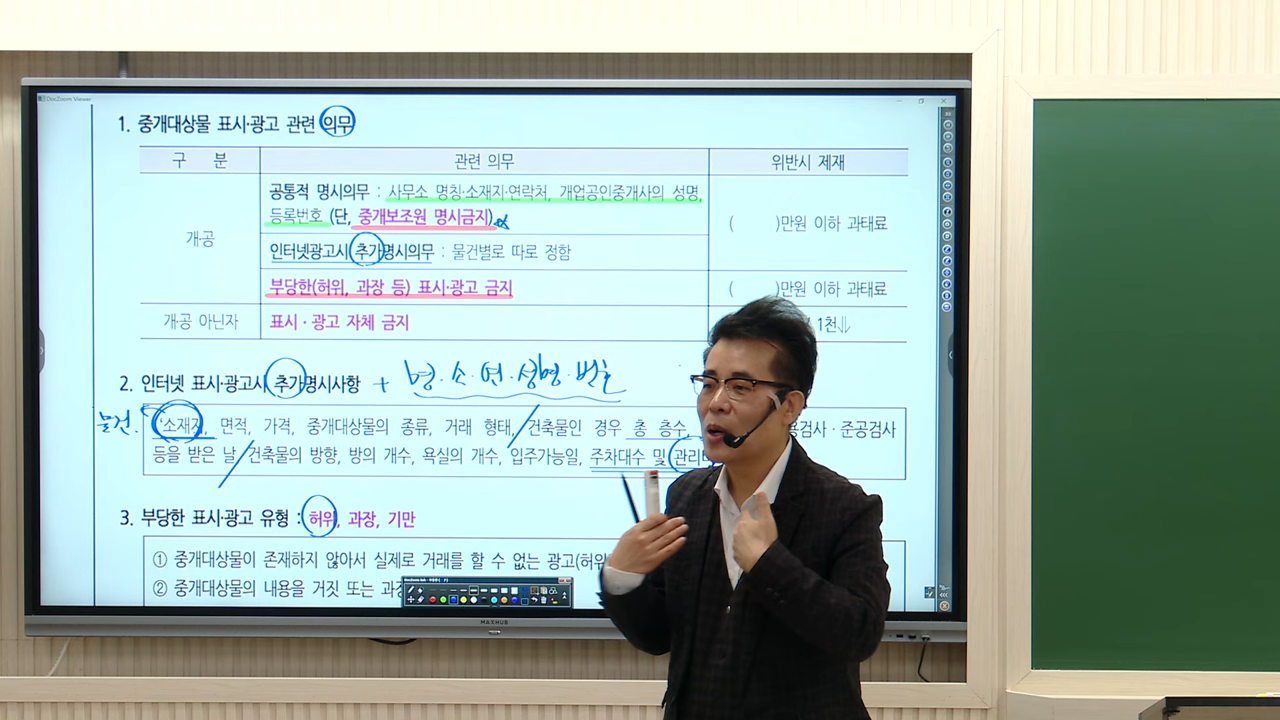 DocZoom Viewer
1. 중개대상물 표시·광고 관련 의무
구 분 관련 의무 위반시 제재
개·공
공통적 명시의무 : 사무소 명칭·소재지·연락처, 개업공인중개사의 성명,
등록번호 (단, 중개보조원 명시금지)
( )만원 이하 과태료
인터넷광고시 추가명시의무 : 물건별로 따로 정함
부당한(허위, 과장 등) 표시·광고 금지
( )만원 이하 과태료
개·공 아닌자 표시·광고 자체 금지 1천⇓
2. 인터넷 표시·광고시 추가명시사항 + 명·소·연·성명·번호
물건. 소재지, 면적, 가격, 중개대상물의 종류, 거래 형태, / 건축물인 경우 총 층수, 검사·준공검사
등을 받은 날 / 건축물의 방향, 방의 개수, 욕실의 개수, 입주가능일, 주차대수 및 관리
3. 부당한 표시·광고 유형 : 허위, 과장, 기만
① 중개대상물이 존재하지 않아서 실제로 거래를 할 수 없는 광고(허위
② 중개대상물의 내용을 거짓 또는 과장
MAXHUB